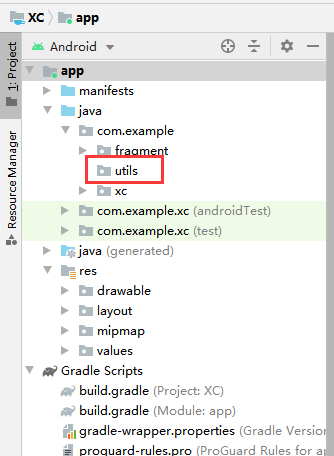 XC app
Android
1: Project
Resource Manager
app
manifests
java
com.example
fragment
utils
xc
com.example.xc (androidTest)
com.example.xc (test)
java (generated)
res
drawable
layout
mipmap
values
Gradle Scripts
build.gradle (Project: XC)
build.gradle (Module: app)
gradle-wrapper.properties (Gradle Version
proguard-rules.pro (ProGuard Rules for ap